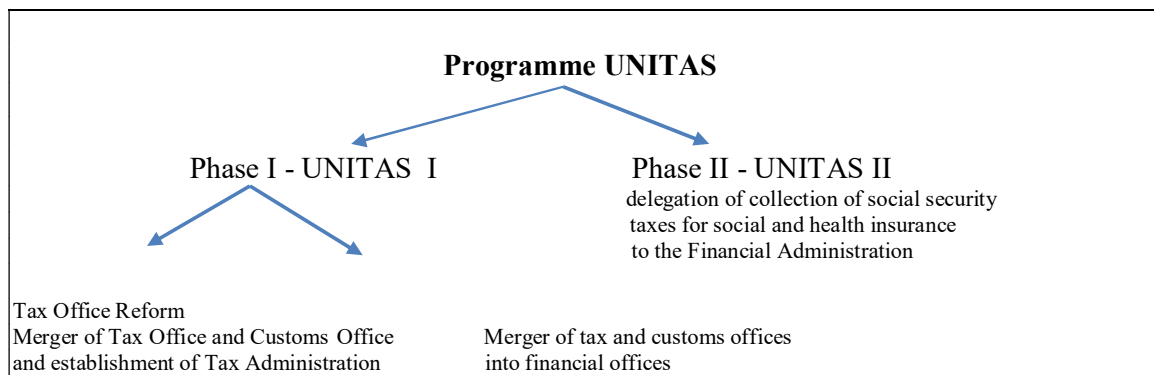 Programme UNITAS
Phase I - UNITAS I
Phase II - UNITAS II
delegation of collection of social security
taxes for social and health insurance
to the Financial Administration
Tax Office Reform
Merger of Tax Office and Customs Office
and establishment of Tax Administration
Merger of tax and customs offices
into financial offices